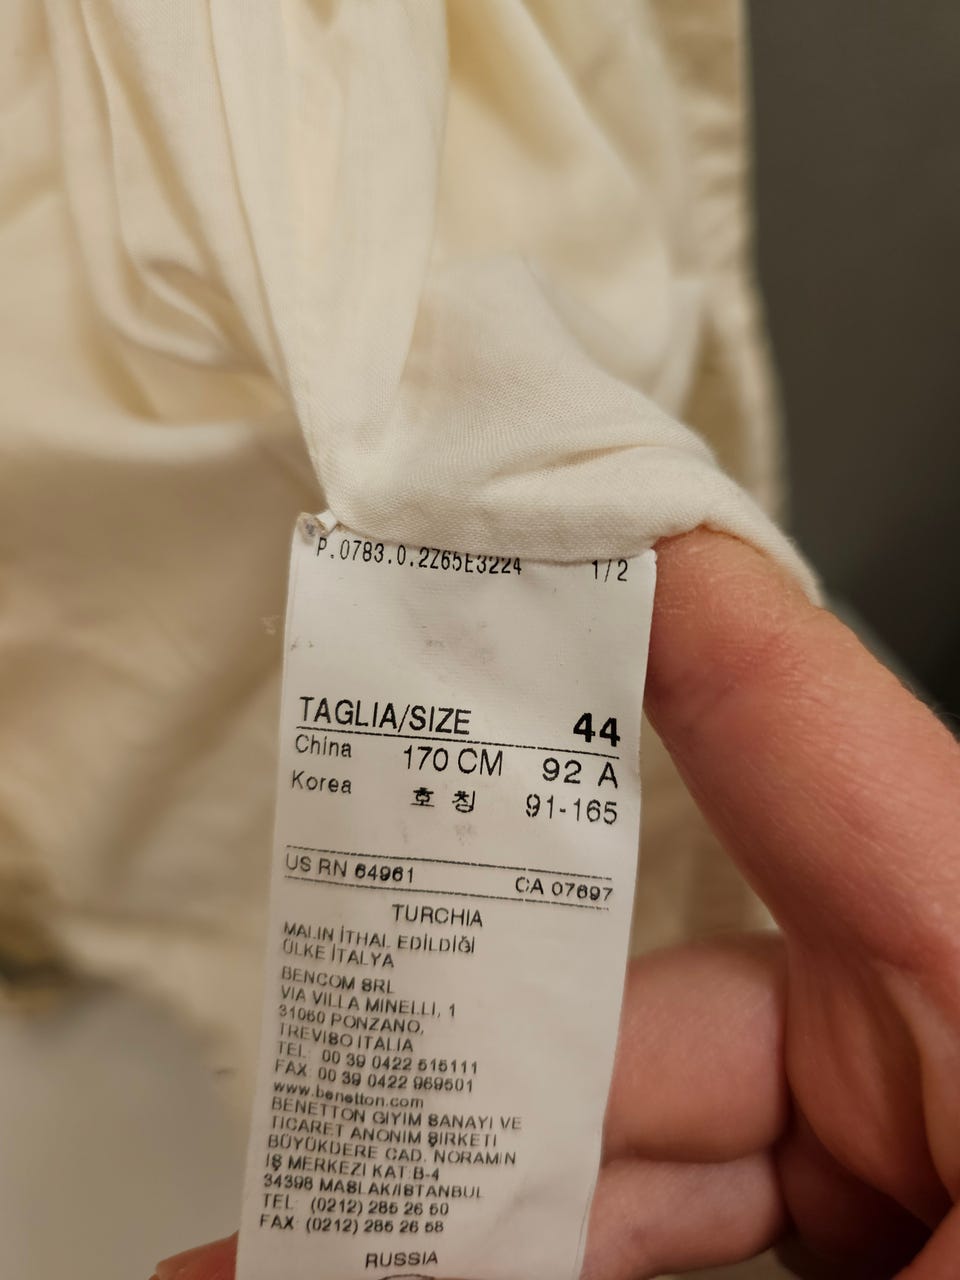 P.0783.0.2Z65E3224 1/2
TAGLIA/SIZE 44
China 170 CM 92 A
Korea 호칭 91-165
US RN 64961 CA 07697
TURCHIA
MALIN İTHAL EDİLDİĞİ
ÜLKE İTALYA
BENCOM SRL
VIA VILLA MINELLI, 1
31060 PONZANO,
TREVISO ITALIA
TEL: 00 39 0422 515111
FAX: 00 39 0422 969501
www.benetton.com
BENETTON GIYIM SANAYI VE
TICARET ANONIM ŞIRKETI
BÜYÜKDERE CAD. NORAMIN
IŞ MERKEZI KAT:B-4
34398 MASLAK/ISTANBUL
TEL: (0212) 285 26 50
FAX: (0212) 285 26 58
RUSSIA